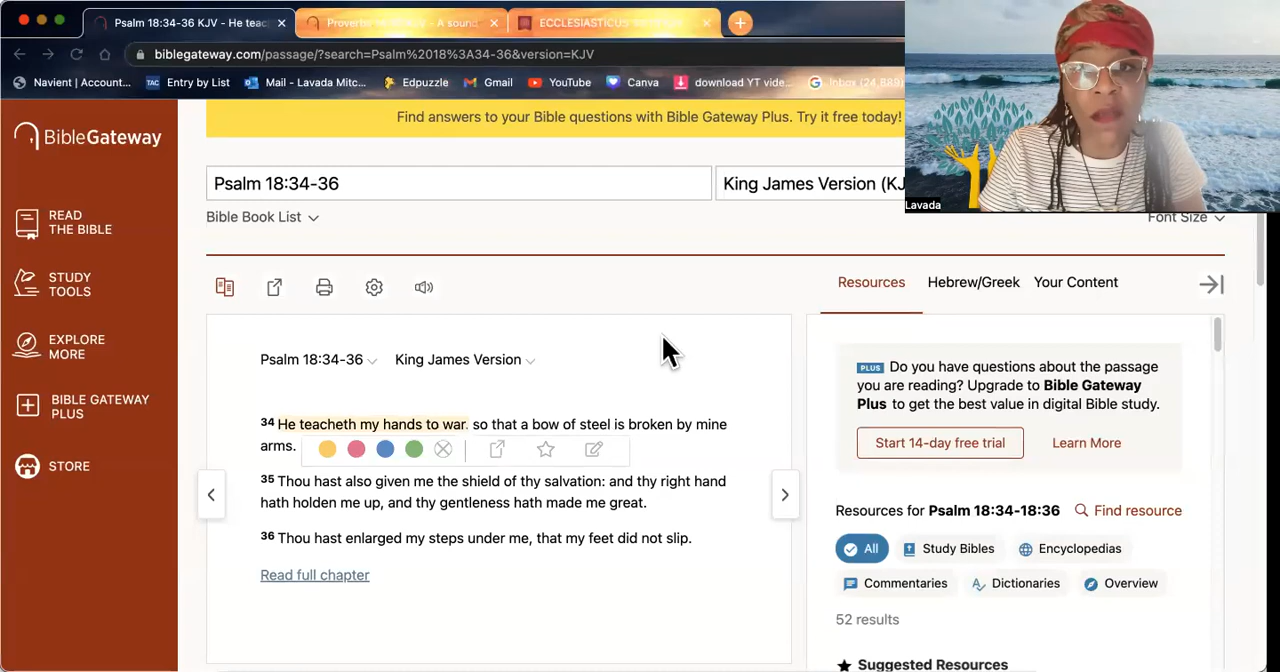 Psalm 18:34-36 KJV - He teac
Proverbs
KJV - A soun
ECCLESIASTICUS
biblegateway.com/passage/?search=Psalm%2018%3A34-36&version=KJV
Navient | Account...
Entry by List
Mail - Lavada Mitc...
Edpuzzle
Gmail
YouTube
Canva
download YT vide...
Inbox (24,889)
BibleGateway
Find answers to your Bible questions with Bible Gateway Plus. Try it free today!
Lavada
Psalm 18:34-36
King James Version (KJ
Bible Book List
Font Size
READ
THE BIBLE
STUDY
TOOLS
EXPLORE
MORE
BIBLE GATEWAY
PLUS
STORE
Resources
Hebrew/Greek
Your Content
Psalm 18:34-36
King James Version
34 He teacheth my hands to war, so that a bow of steel is broken by mine
arms.
35 Thou hast also given me the shield of thy salvation: and thy right hand
hath holden me up, and thy gentleness hath made me great.
36 Thou hast enlarged my steps under me, that my feet did not slip.
Read full chapter
PLUS Do you have questions about the passage
you are reading? Upgrade to Bible Gateway
Plus to get the best value in digital Bible study.
Start 14-day free trial
Learn More
Resources for Psalm 18:34-18:36
Find resource
All
Study Bibles
Encyclopedias
Commentaries
Dictionaries
Overview
52 results
Suggested Resources